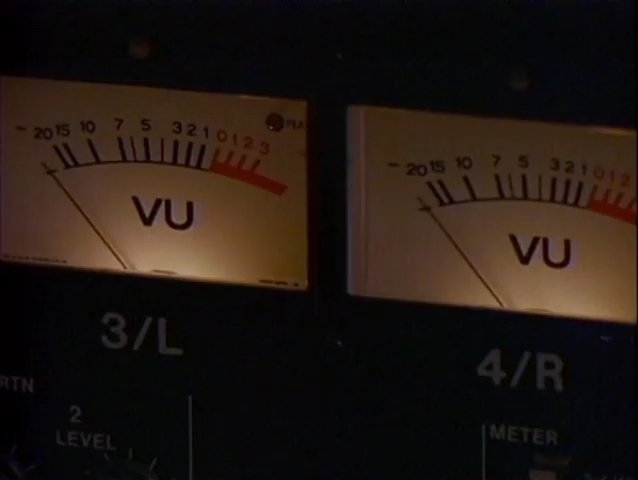 - 20 15 10 7 5 3 2 1 0 1 2 3
VU
3/L
- 20 15 10 7 5 3 2 1 0 1 2
VU
4/R
RTN
2
LEVEL
METER